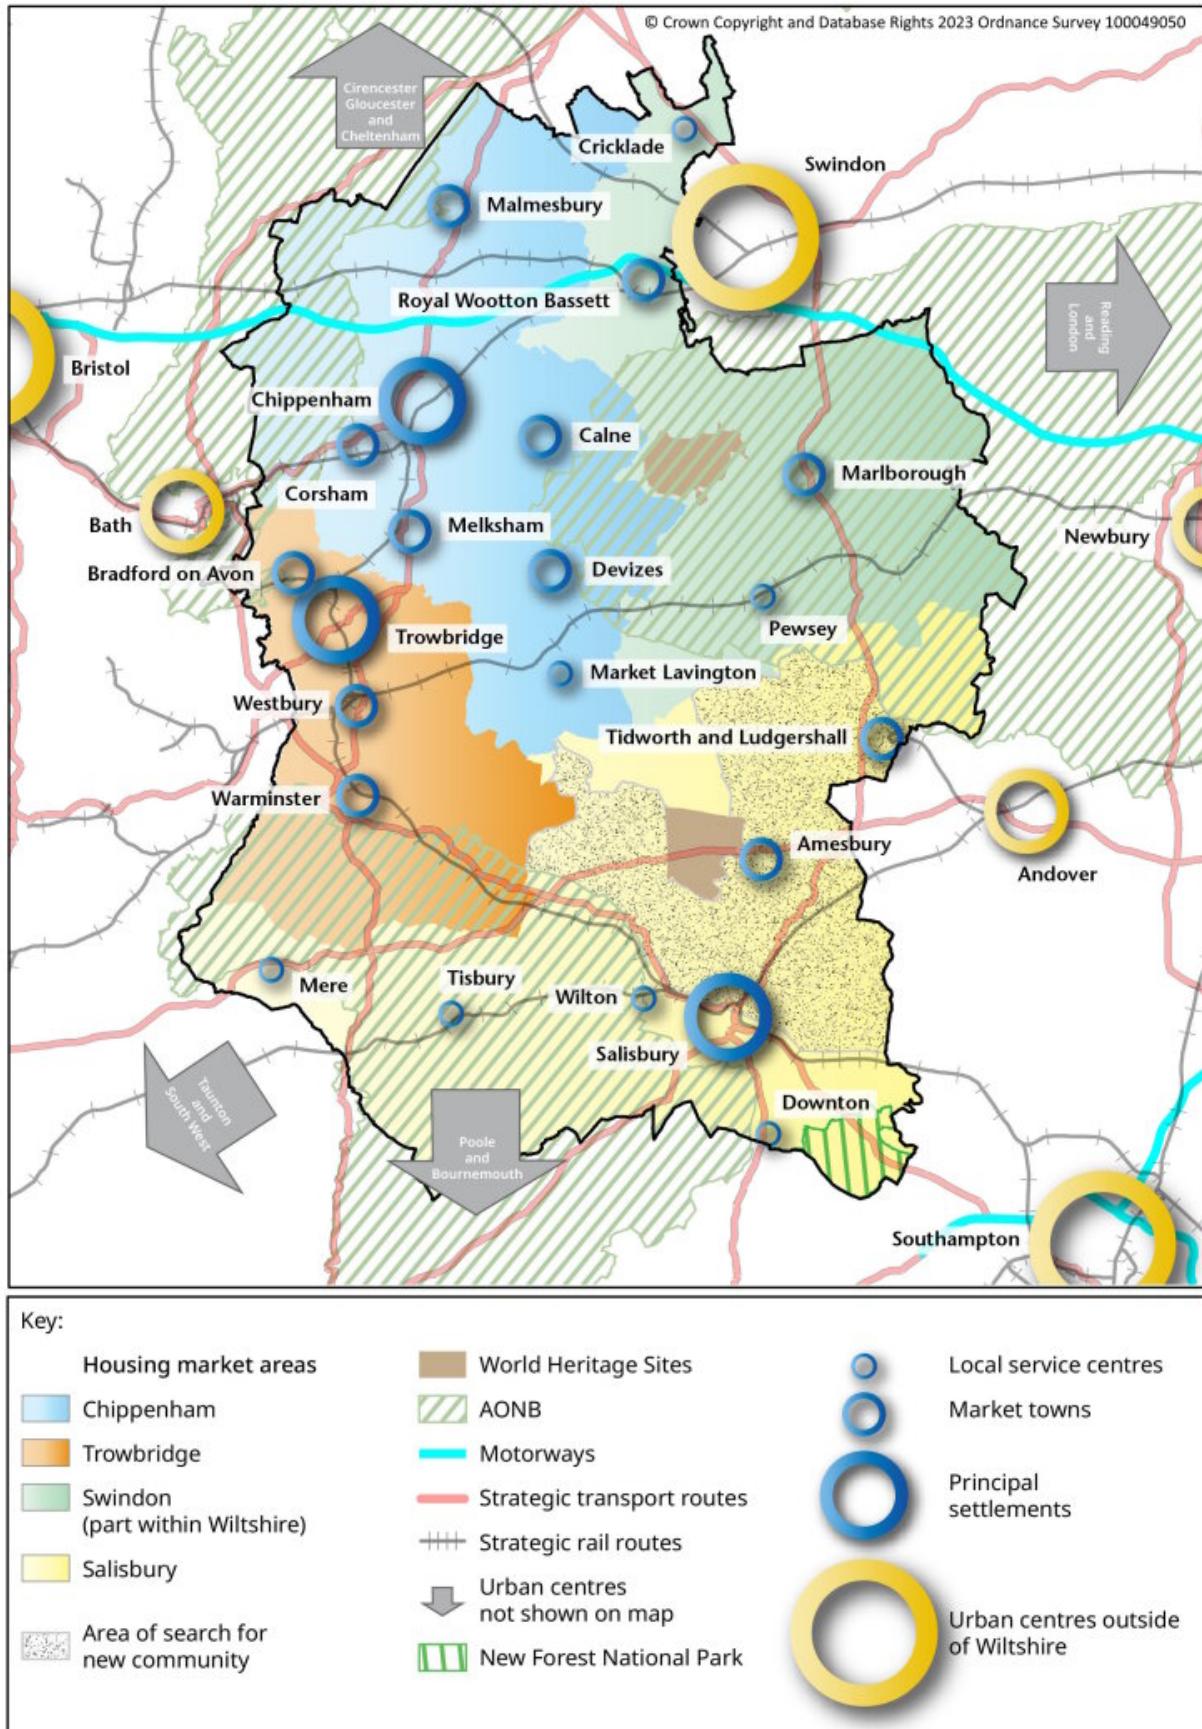 © Crown Copyright and Database Rights 2023 Ordnance Survey 100049050
Cirencester
Gloucester
and
Cheltenham
Cricklade
Swindon
Malmesbury
Royal Wootton Bassett
Reading
and
London
Bristol
Chippenham
Calne
Corsham
Marlborough
Bath
Melksham
Newbury
Bradford on Avon
Devizes
Pewsey
Trowbridge
Market Lavington
Westbury
Tidworth and Ludgershall
Warminster
Amesbury
Andover
Mere
Tisbury
Wilton
Salisbury
Taunton
and
South West
Poole
and
Bournemouth
Downton
Southampton
Key:
Housing market areas
Chippenham
Trowbridge
Swindon
(part within Wiltshire)
Salisbury
Area of search for
new community
World Heritage Sites
AONB
Motorways
Strategic transport routes
Strategic rail routes
Urban centres
not shown on map
New Forest National Park
Local service centres
Market towns
Principal
settlements
Urban centres outside
of Wiltshire